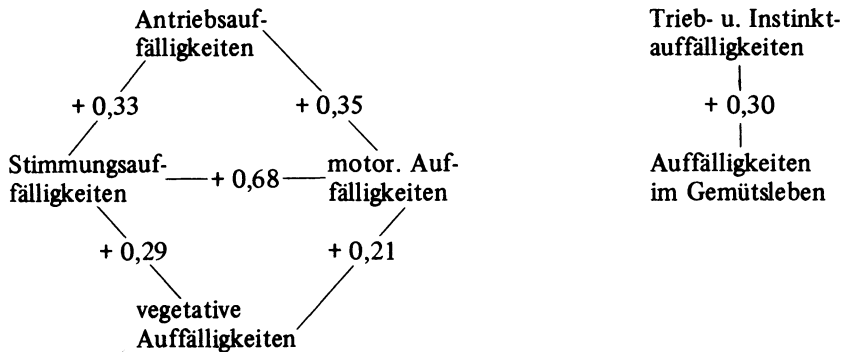 Antriebsauf-
fälligkeiten
+ 0,33
+ 0,35
Stimmungsauf-
fälligkeiten
+ 0,68
motor. Auf-
fälligkeiten
+ 0,29
+ 0,21
vegetative
Auffälligkeiten
Trieb- u. Instinkt-
auffälligkeiten
+ 0,30
Auffälligkeiten
im Gemütsleben